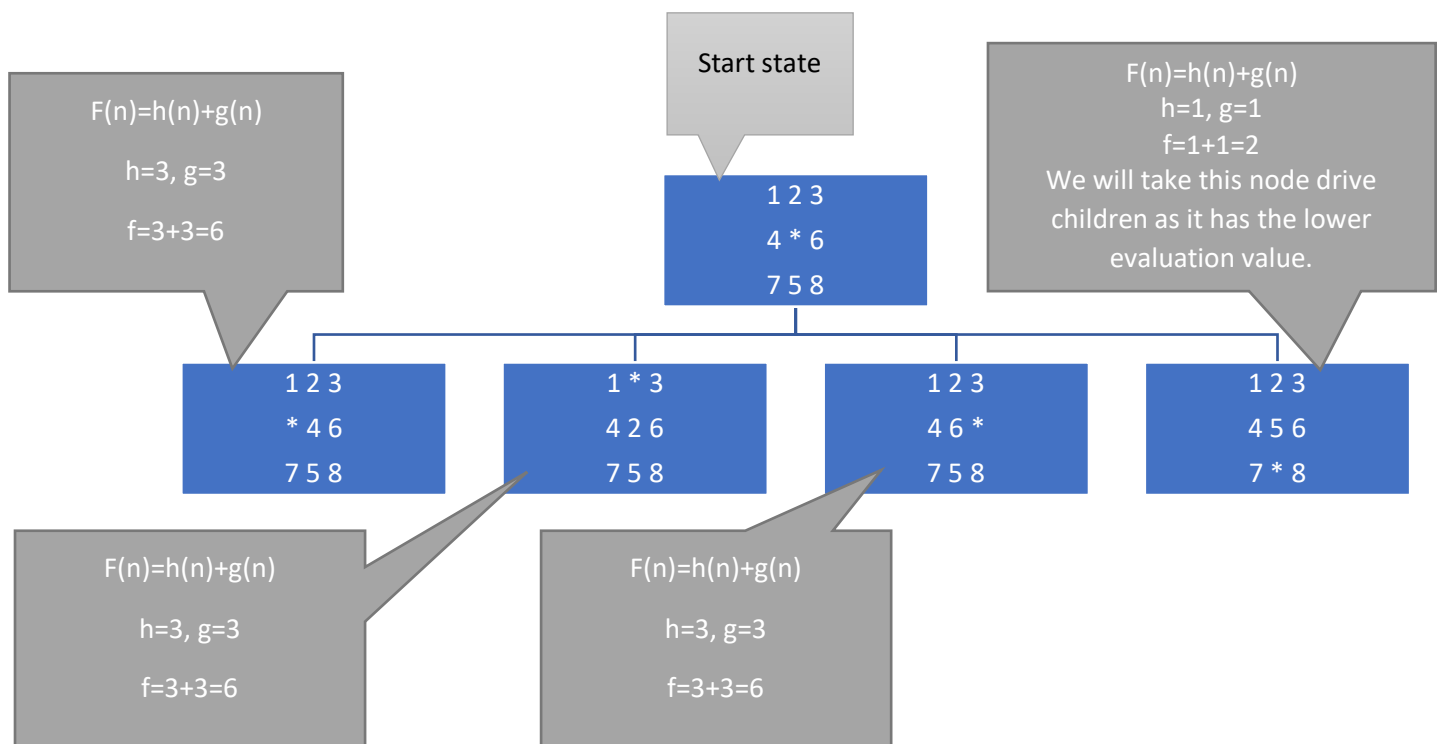 Start state
F(n)=h(n)+g(n)
h=3, g=3
f=3+3=6
F(n)=h(n)+g(n)
h=1, g=1
f=1+1=2
We will take this node drive
children as it has the lower
evaluation value.
1 2 3
4 * 6
7 5 8
1 2 3
* 4 6
7 5 8
1 * 3
4 2 6
7 5 8
1 2 3
4 6 *
7 5 8
1 2 3
4 5 6
7 * 8
F(n)=h(n)+g(n)
h=3, g=3
f=3+3=6
F(n)=h(n)+g(n)
h=3, g=3
f=3+3=6